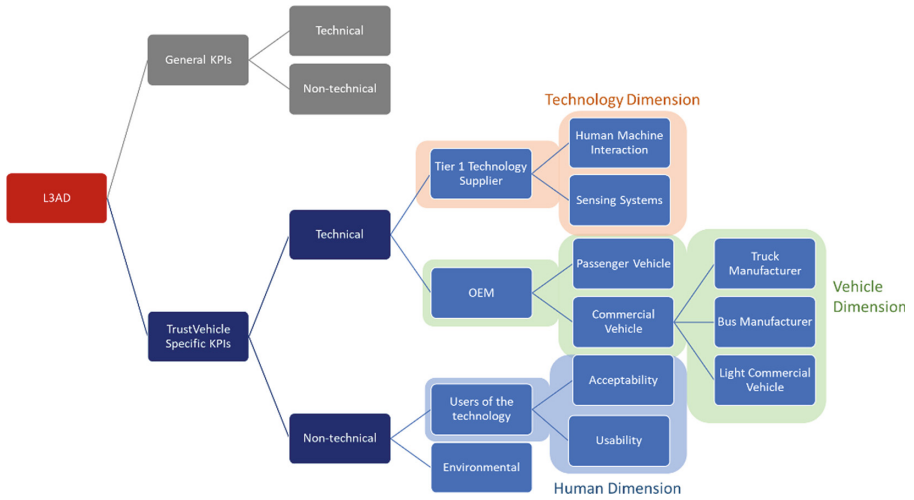 L3AD
General KPIs
Technical
Non-technical
TrustVehicle
Specific KPIs
Technical
Non-technical
Technology Dimension
Tier 1 Technology
Supplier
Human Machine
Interaction
Sensing Systems
OEM
Passenger Vehicle
Commercial
Vehicle
Truck
Manufacturer
Bus Manufacturer
Light Commercial
Vehicle
Vehicle
Dimension
Users of the
technology
Acceptability
Usability
Environmental
Human Dimension